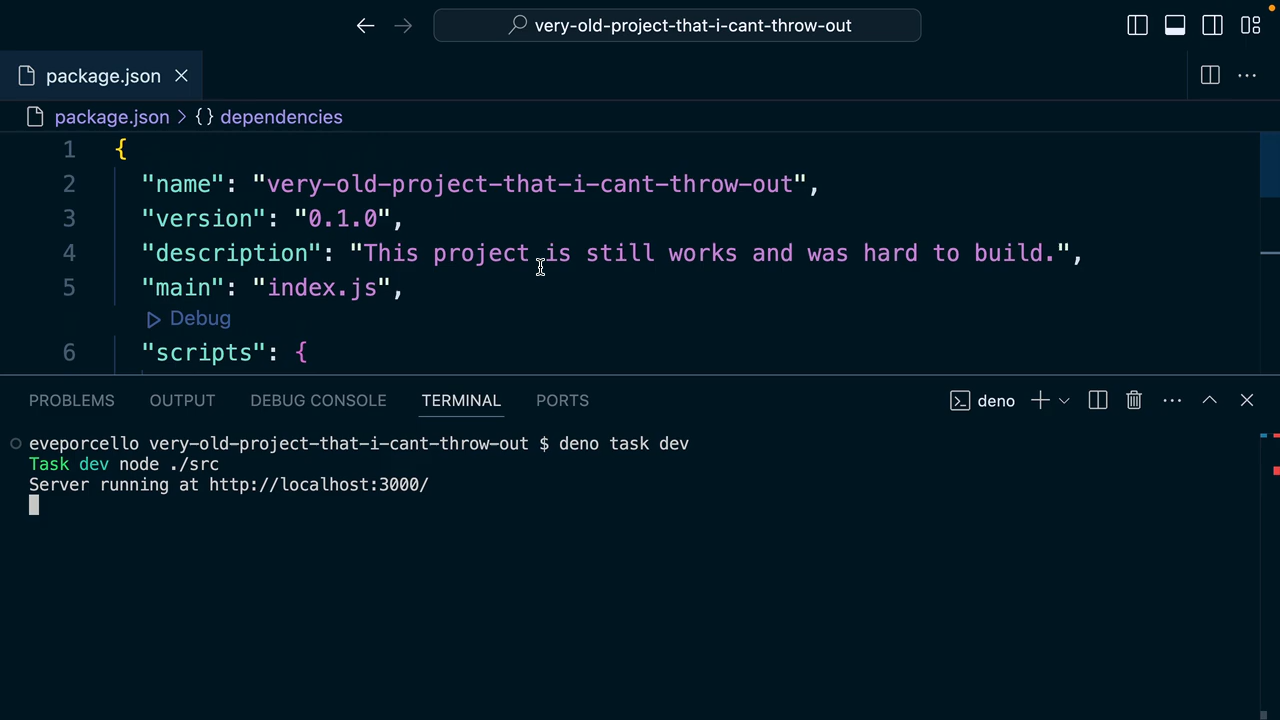 very-old-project-that-i-cant-throw-out
package.json
package.json > {} dependencies
1 {
2 "name": "very-old-project-that-i-cant-throw-out",
3 "version": "0.1.0",
4 "description": "This project is still works and was hard to build.",
5 "main": "index.js",
Debug
6 "scripts": {
PROBLEMS OUTPUT DEBUG CONSOLE TERMINAL PORTS deno
eveporcello very-old-project-that-i-cant-throw-out $ deno task dev
Task dev node ./src
Server running at http://localhost:3000/